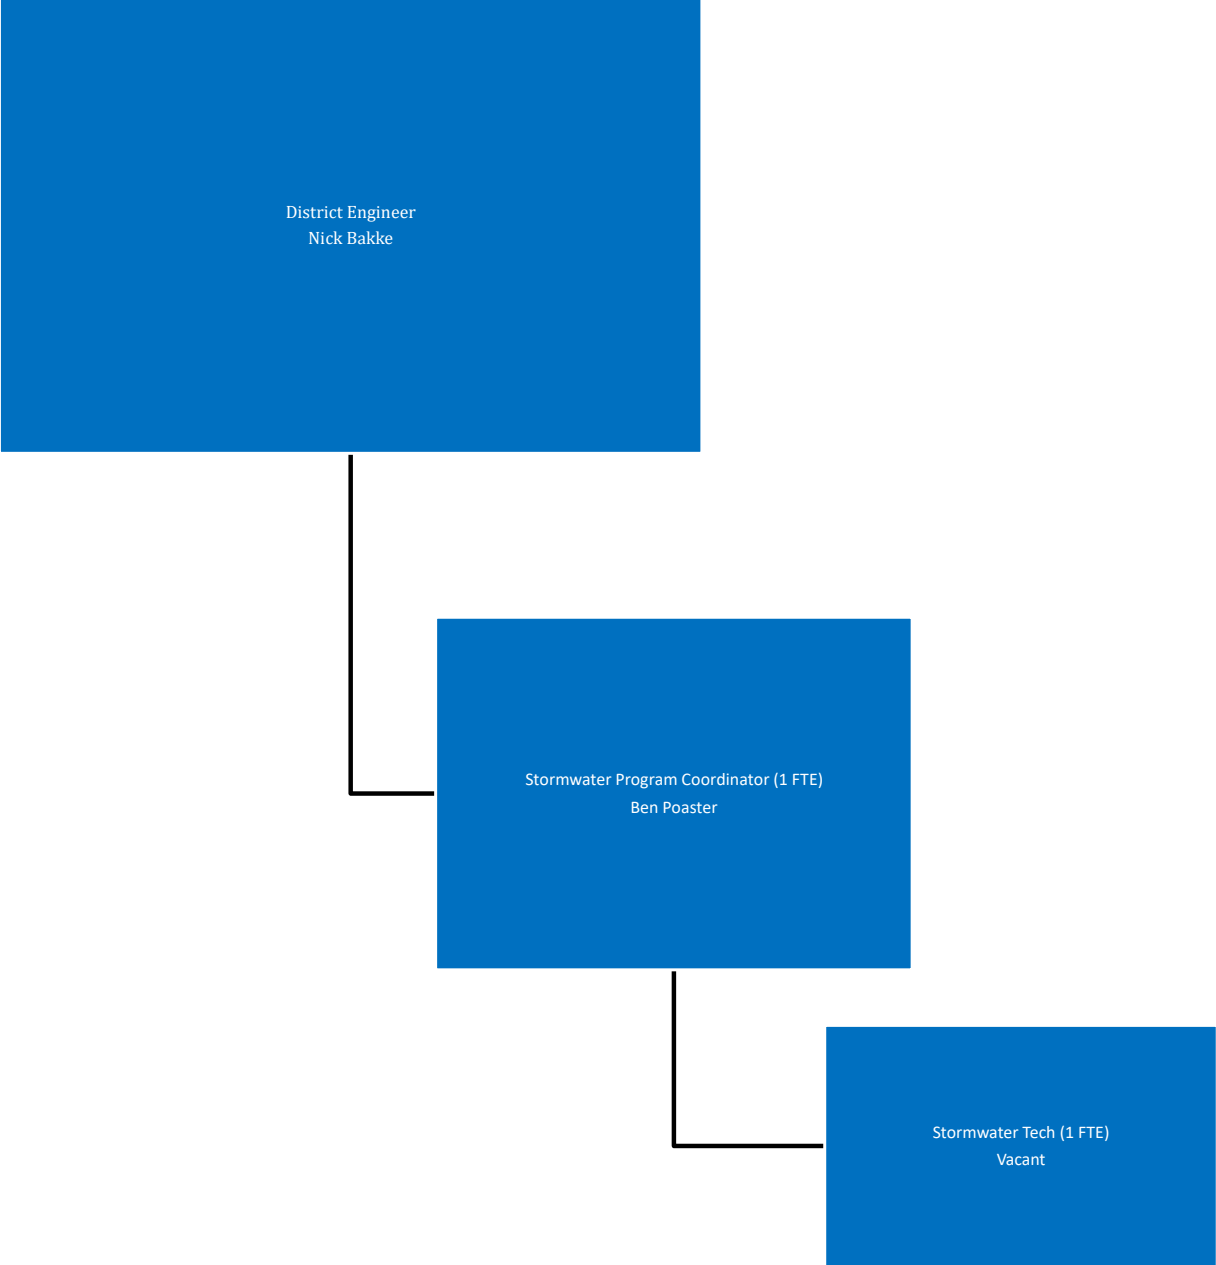 District Engineer
Nick Bakke
Stormwater Program Coordinator (1 FTE)
Ben Poaster
Stormwater Tech (1 FTE)
Vacant